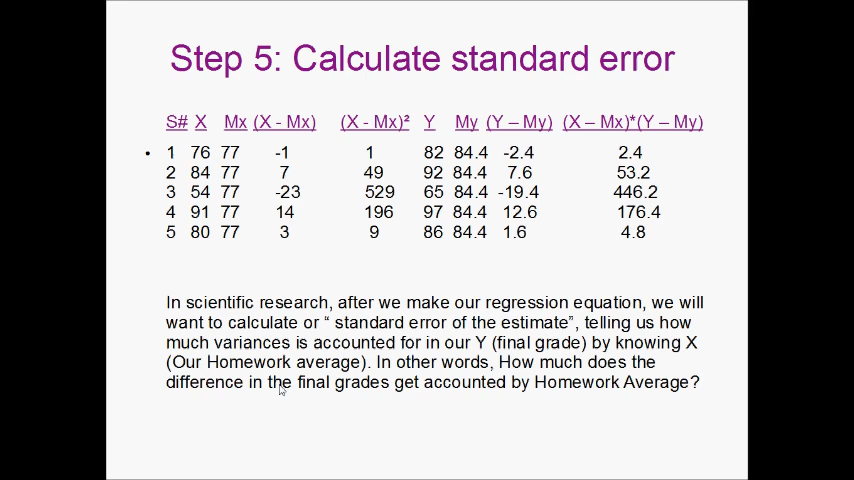 Step 5: Calculate standard error
S# X Mx (X - Mx) (X - Mx)² Y My (Y – My) (X – Mx)*(Y – My)
• 1 76 77 -1 1 82 84.4 -2.4 2.4
2 84 77 7 49 92 84.4 7.6 53.2
3 54 77 -23 529 65 84.4 -19.4 446.2
4 91 77 14 196 97 84.4 12.6 176.4
5 80 77 3 9 86 84.4 1.6 4.8
In scientific research, after we make our regression equation, we will
want to calculate or “ standard error of the estimate”, telling us how
much variances is accounted for in our Y (final grade) by knowing X
(Our Homework average). In other words, How much does the
difference in the final grades get accounted by Homework Average?